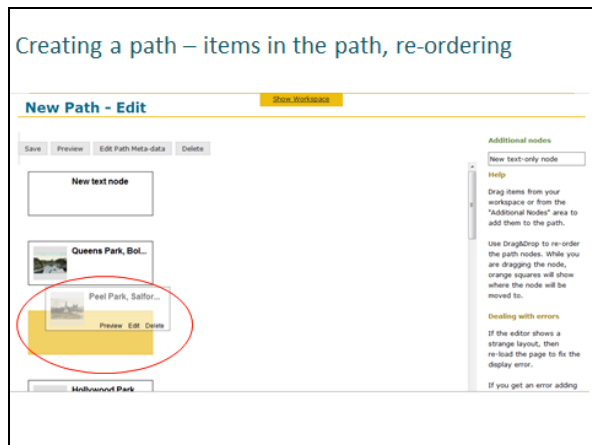 Creating a path – items in the path, re-ordering
Show Workspace
New Path - Edit
Save Preview Edit Path Meta-data Delete
New text node
Queens Park, Bol...
Peel Park, Salfor...
Preview Edit Delete
Hollywood Park
Additional nodes
New text-only node
Help
Drag items from your
workspace or from the
"Additional Nodes" area to
add them to the path.
Use Drag&Drop to re-order
the path nodes. While you
are dragging the node,
orange squares will show
where the node will be
moved to.
Dealing with errors
If the editor shows a
strange layout, then
re-load the page to fix the
display error.
If you get an error adding